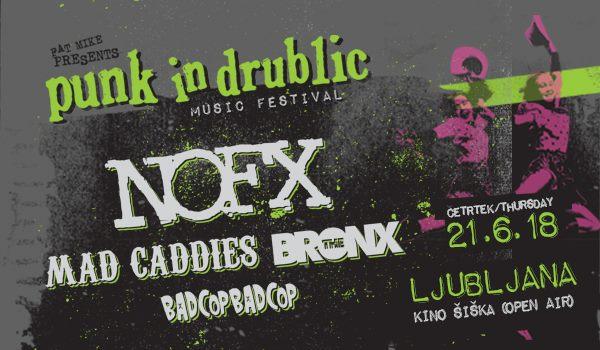 FAT MIKE
PRESENTS
punk in drublic
MUSIC FESTIVAL
NOFX
MAD CADDIES THE BRONX
BADCOPBADCOP
ČETRTEK/THURSDAY
21.6.18
LJUBLJANA
KINO ŠIŠKA (OPEN AIR)